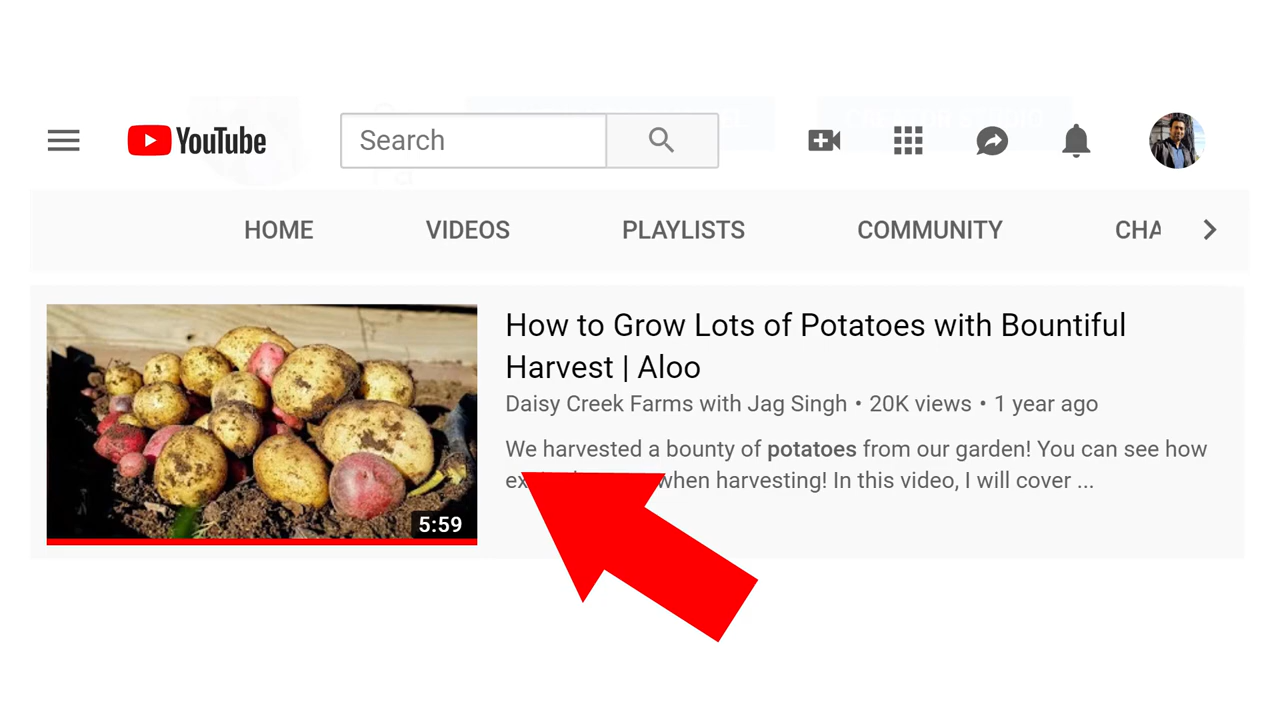 YouTube
Search
HOME VIDEOS PLAYLISTS COMMUNITY CHA
How to Grow Lots of Potatoes with Bountiful
Harvest | Aloo
Daisy Creek Farms with Jag Singh • 20K views • 1 year ago
We harvested a bounty of potatoes from our garden! You can see how
when harvesting! In this video, I will cover ...
5:59